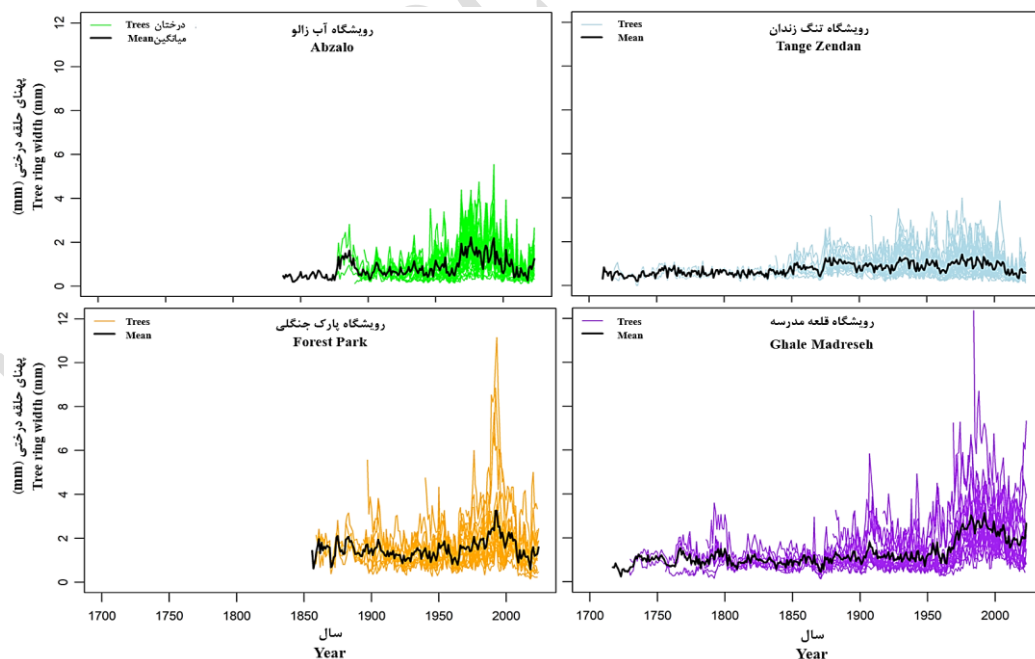 رویشگاه آب زالو
Abzalo
Trees درختان
Mean میانگین
12
10
8
6
4
2
0
پهنای حلقه درختی (mm)
Tree ring width (mm)
رویشگاه تنگ زندان
Tange Zendan
Trees
Mean
رویشگاه پارک جنگلی
Forest Park
Trees
Mean
12
10
8
6
4
2
0
پهنای حلقه درختی (mm)
Tree ring width (mm)
1700 1750 1800 1850 1900 1950 2000
سال
Year
رویشگاه قلعه مدرسه
Ghale Madreseh
Trees
Mean
1700 1750 1800 1850 1900 1950 2000
سال
Year